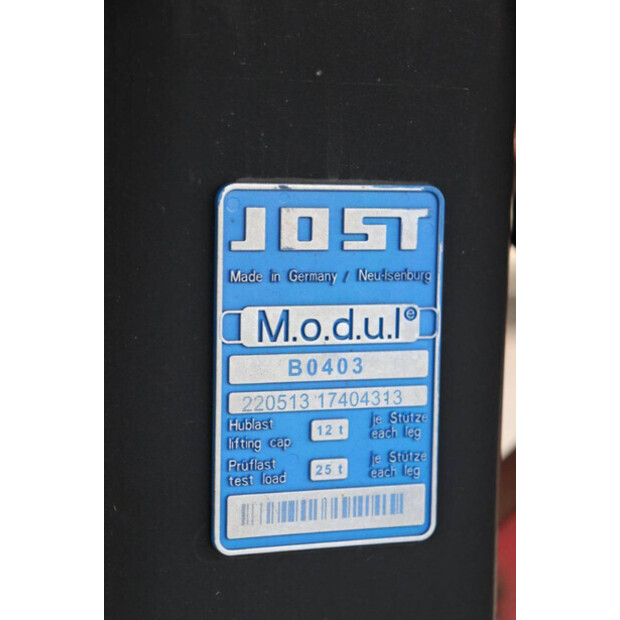 JOST
Made in Germany / Neu-Isenburg
M.o.d.u.l e
B0403
220513 17404313
Hublast 12 t je Stütze
lifting cap. each leg
Prüflast 25 t je Stütze
test load each leg